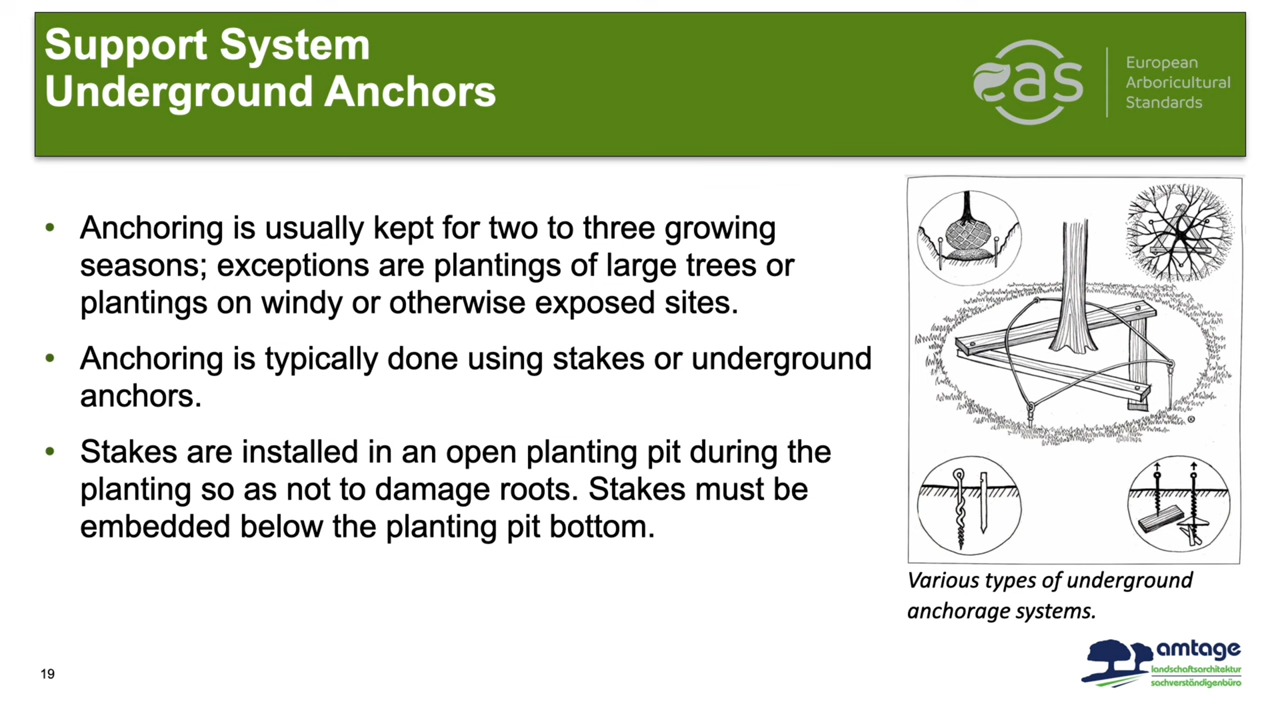 Support System
Underground Anchors
eas
European
Arboricultural
Standards
• Anchoring is usually kept for two to three growing
seasons; exceptions are plantings of large trees or
plantings on windy or otherwise exposed sites.
• Anchoring is typically done using stakes or underground
anchors.
• Stakes are installed in an open planting pit during the
planting so as not to damage roots. Stakes must be
embedded below the planting pit bottom.
Various types of underground
anchorage systems.
19
amtage
landschaftsarchitektur
sachverständigenbüro